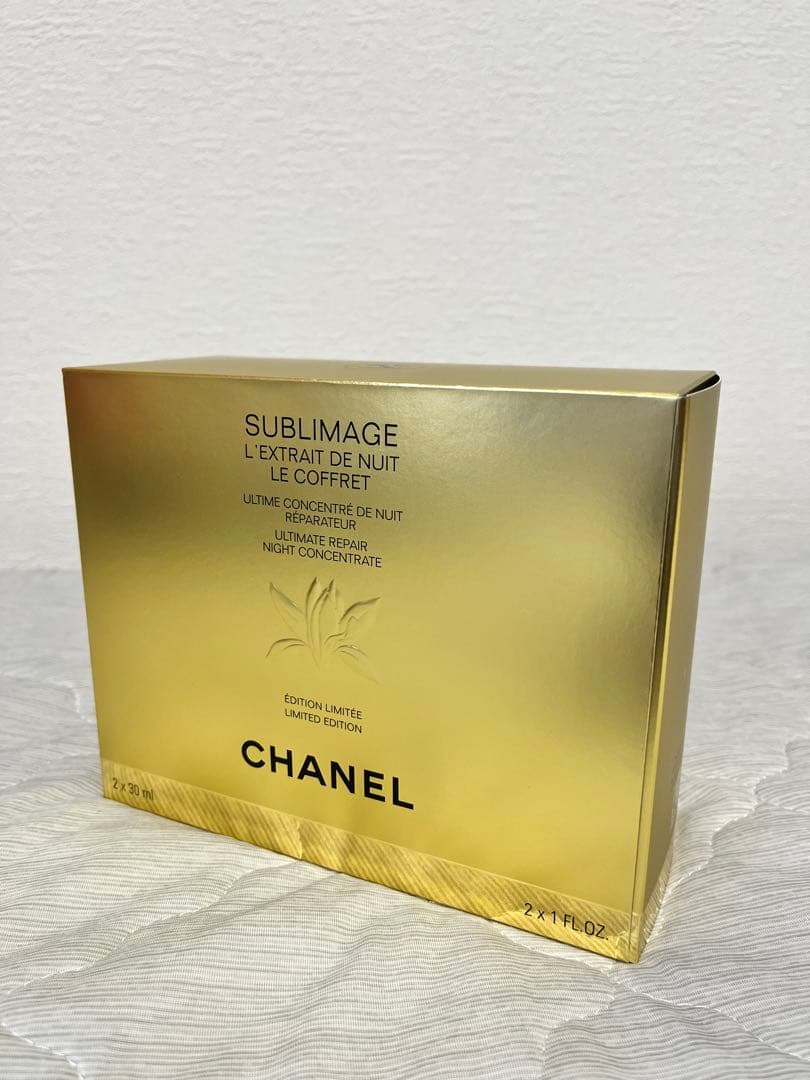 SUBLIMAGE
L'EXTRAIT DE NUIT
LE COFFRET
ULTIME CONCENTRÉ DE NUIT
RÉPARATEUR
ULTIMATE REPAIR
NIGHT CONCENTRATE
ÉDITION LIMITÉE
LIMITED EDITION
CHANEL
2 x 30 ml
2 x 1 FL.OZ.